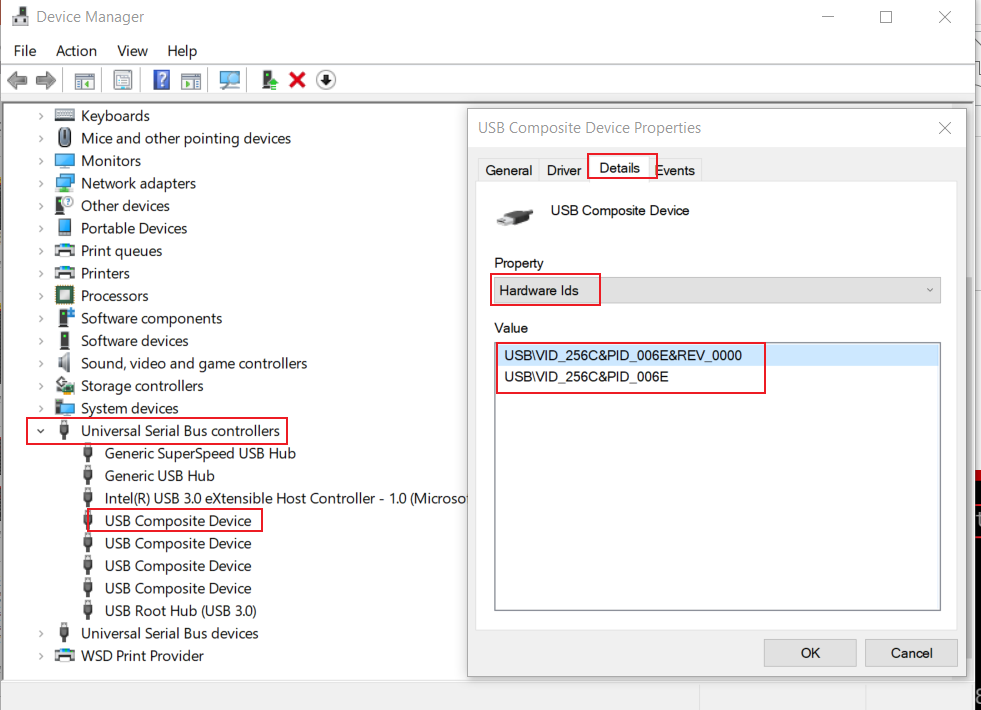 Device Manager
File Action View Help
Keyboards
Mice and other pointing devices
Monitors
Network adapters
Other devices
Portable Devices
Print queues
Printers
Processors
Software components
Software devices
Sound, video and game controllers
Storage controllers
System devices
Universal Serial Bus controllers
Generic SuperSpeed USB Hub
Generic USB Hub
Intel(R) USB 3.0 eXtensible Host Controller - 1.0 (Microso
USB Composite Device
USB Composite Device
USB Composite Device
USB Composite Device
USB Root Hub (USB 3.0)
Universal Serial Bus devices
WSD Print Provider
USB Composite Device Properties
General Driver Details Events
USB Composite Device
Property
Hardware Ids
Value
USB\VID_256C&PID_006E&REV_0000
USB\VID_256C&PID_006E
OK Cancel